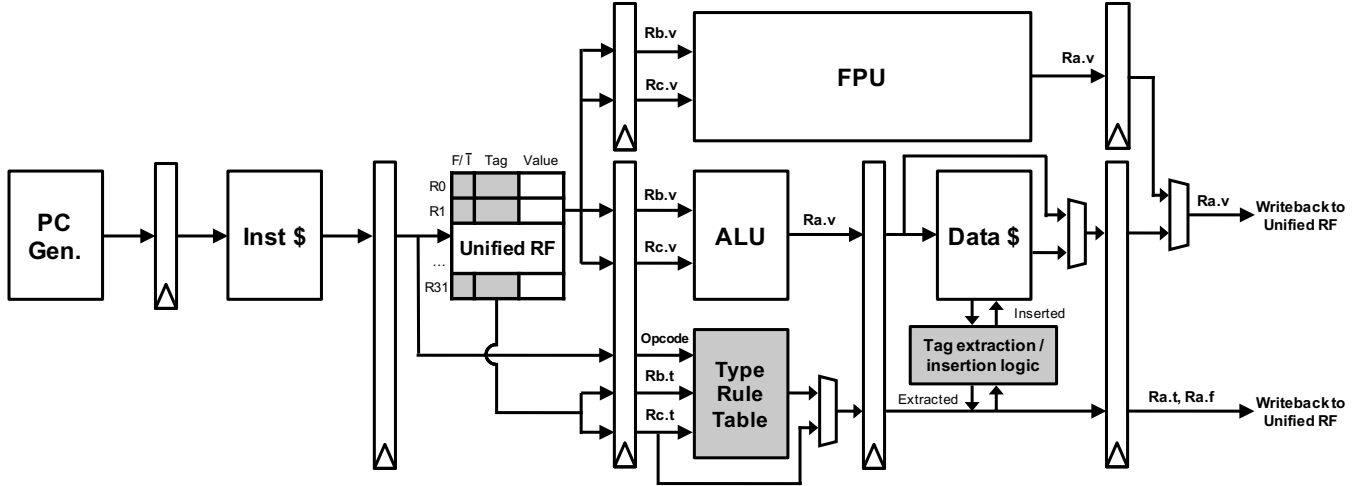 Rb.v
Rc.v
FPU
Ra.v
F/T̅ Tag Value
R0
R1
Unified RF
...
R31
PC
Gen.
Inst $
Rb.v
Rc.v
ALU
Ra.v
Data $
Ra.v
Writeback to
Unified RF
Inserted
Tag extraction /
insertion logic
Extracted
Opcode
Rb.t
Rc.t
Type
Rule
Table
Ra.t, Ra.f
Writeback to
Unified RF